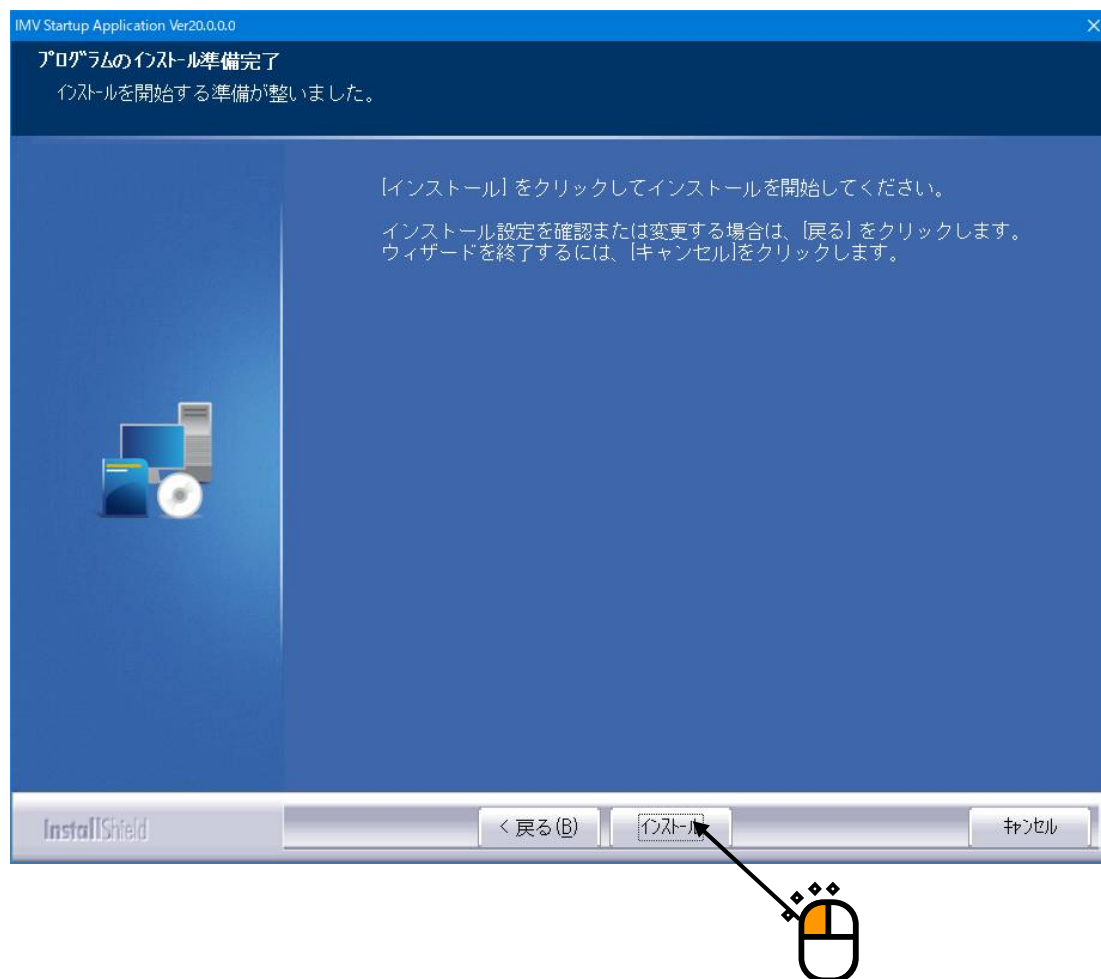 IMV Startup Application Ver20.0.0.0
ﾌﾟﾛｸﾞﾗﾑのｲﾝｽﾄｰﾙ準備完了
ｲﾝｽﾄｰﾙを開始する準備が整いました。
[インストール] をクリックしてインストールを開始してください。
インストール設定を確認または変更する場合は、[戻る] をクリックします。
ウィザードを終了するには、[キャンセル]をクリックします。
InstallShield
< 戻る(B)
ｲﾝｽﾄｰﾙ
ｷｬﾝｾﾙ